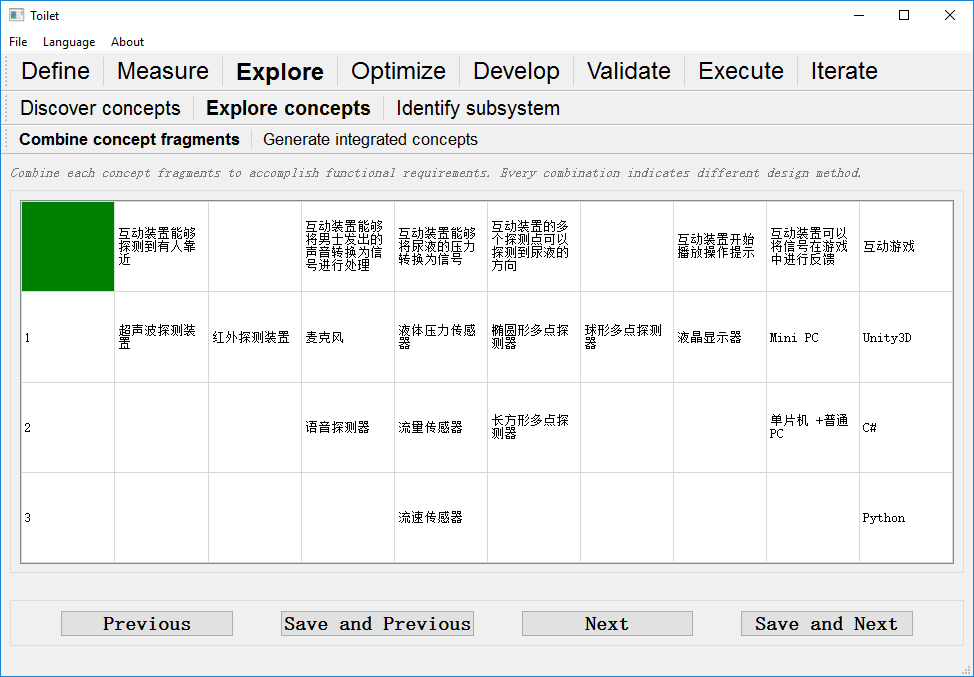 Toilet
File Language About
Define Measure Explore Optimize Develop Validate Execute Iterate
Discover concepts Explore concepts Identify subsystem
Combine concept fragments Generate integrated concepts
Combine each concept fragments to accomplish functional requirements. Every combination indicates different design method.
互动装置能够
探测到有人靠
近
互动装置能够
将男士发出的
声音转换为信
号进行处理
互动装置能够
将尿液的压力
转换为信号
互动装置的多
个探测点可以
探测到尿液的
方向
互动装置开始
播放操作提示
互动装置可以
将信号在游戏
中进行反馈
互动游戏
1
超声波探测装
置
红外探测装置
麦克风
液体压力传感
器
椭圆形多点探
测器
球形多点探测
器
液晶显示器
Mini PC
Unity3D
2
语音探测器
流量传感器
长方形多点探
测器
单片机 +普通
PC
C#
3
流速传感器
Python
Previous Save and Previous Next Save and Next